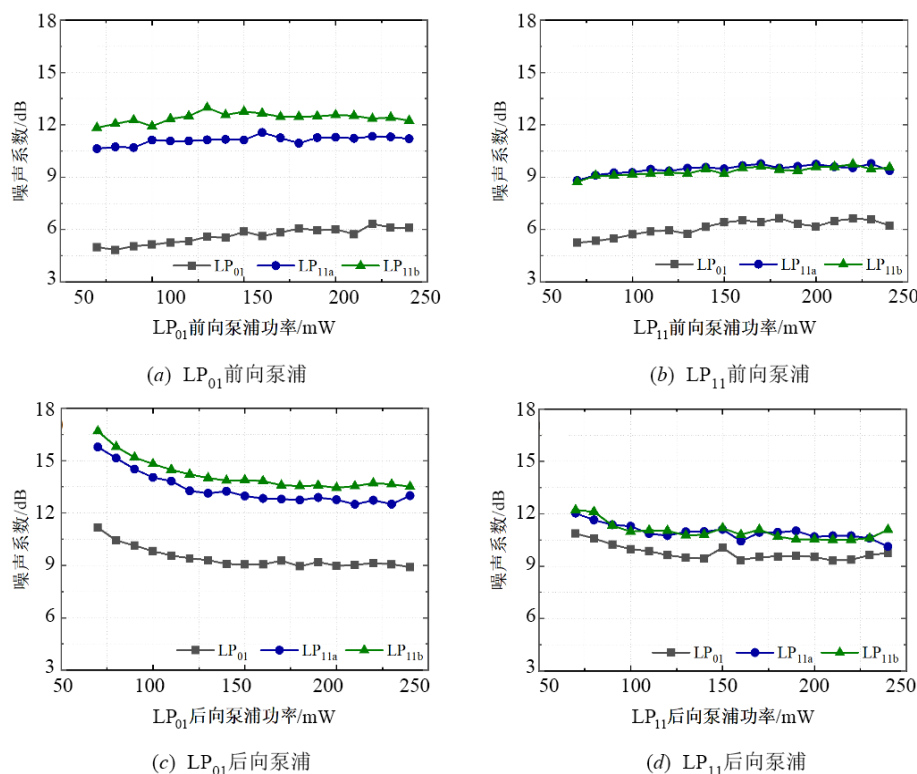 18
15
12
9
6
3
噪声系数/dB
LP01 LP11a LP11b
50 100 150 200 250
LP01前向泵浦功率/mW
(a) LP01前向泵浦
18
15
12
9
6
3
噪声系数/dB
LP01 LP11a LP11b
50 100 150 200 250
LP11前向泵浦功率/mW
(b) LP11前向泵浦
18
15
12
9
6
3
噪声系数/dB
LP01 LP11a LP11b
50 100 150 200 250
LP01后向泵浦功率/mW
(c) LP01后向泵浦
18
15
12
9
6
3
噪声系数/dB
LP01 LP11a LP11b
50 100 150 200 250
LP11后向泵浦功率/mW
(d) LP11后向泵浦